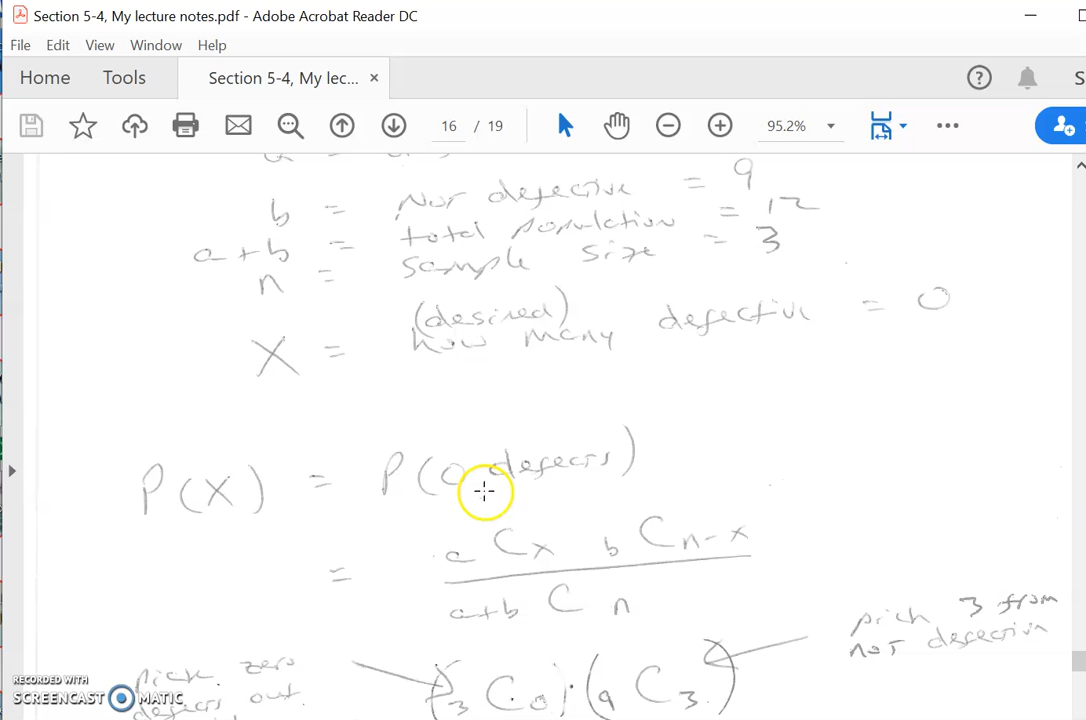 Section 5-4, My lecture notes.pdf - Adobe Acrobat Reader DC
File Edit View Window Help
Home Tools Section 5-4, My lec... ×
16 / 19 95.2%
b = Not defective = 9
a+b = total population = 12
n = sample size = 3
(desired)
X = how many defective = 0
P(X) = P(0 defects)
= aCx bCn-x
a+b C n
pick 3 from
not defective
pick zero
defects out
(3C0)·(9C3)
RECORDED WITH
SCREENCAST MATIC